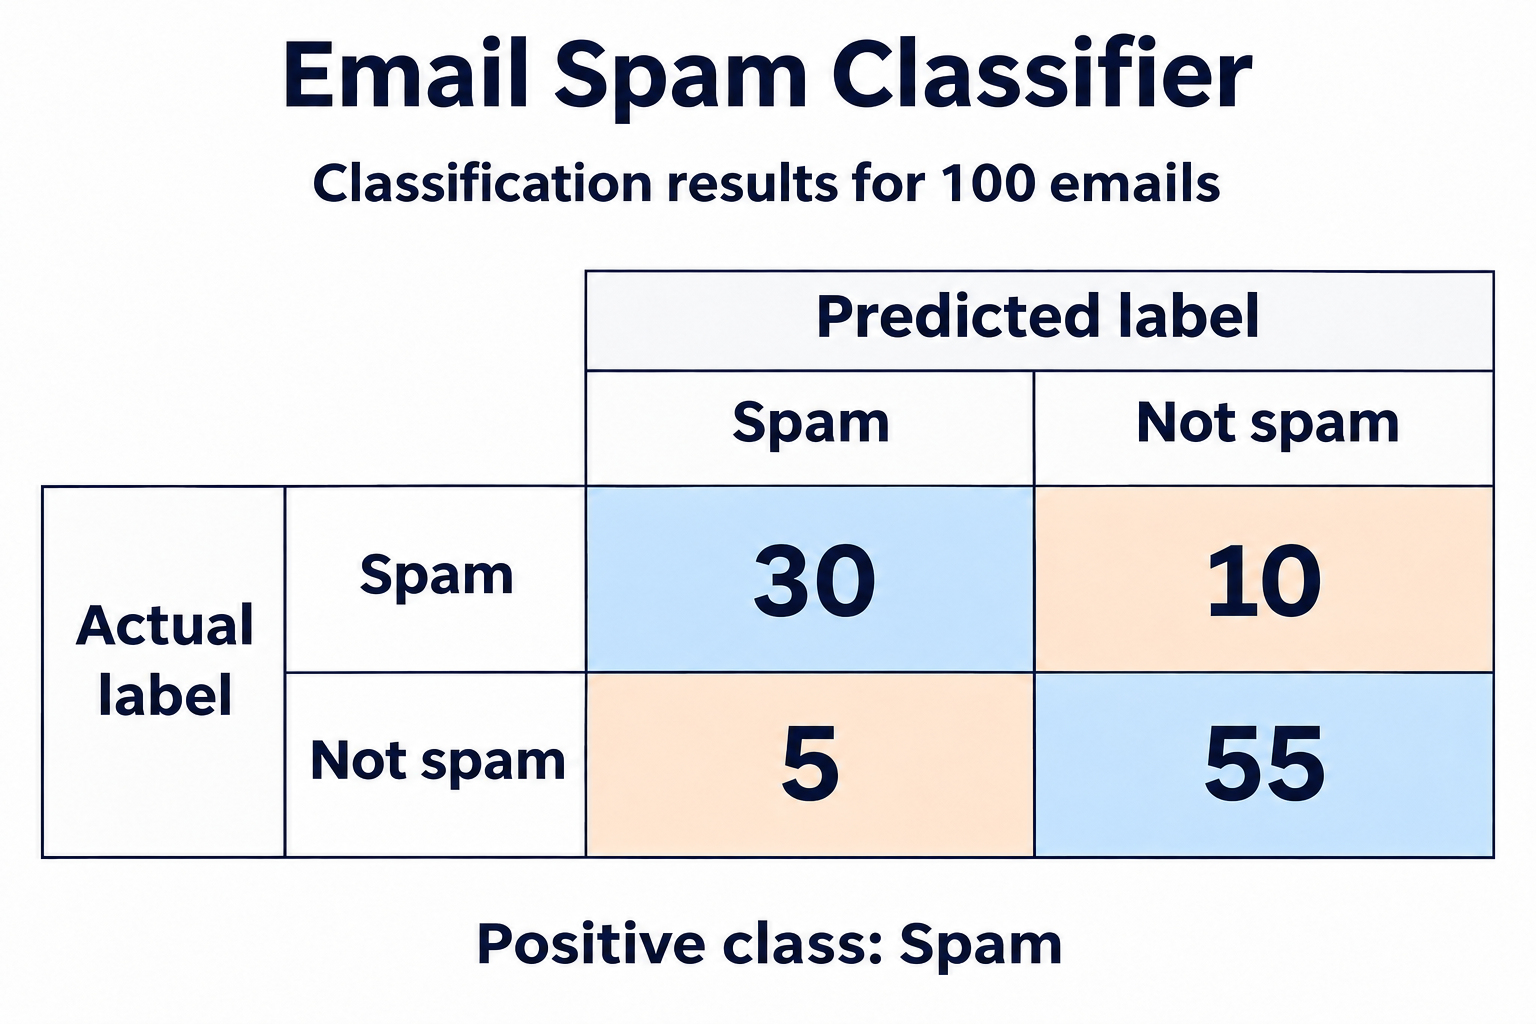 Email Spam Classifier
Classification results for 100 emails
Predicted label
Spam Not spam
Actual
label
Spam 30 10
Not spam 5 55
Positive class: Spam